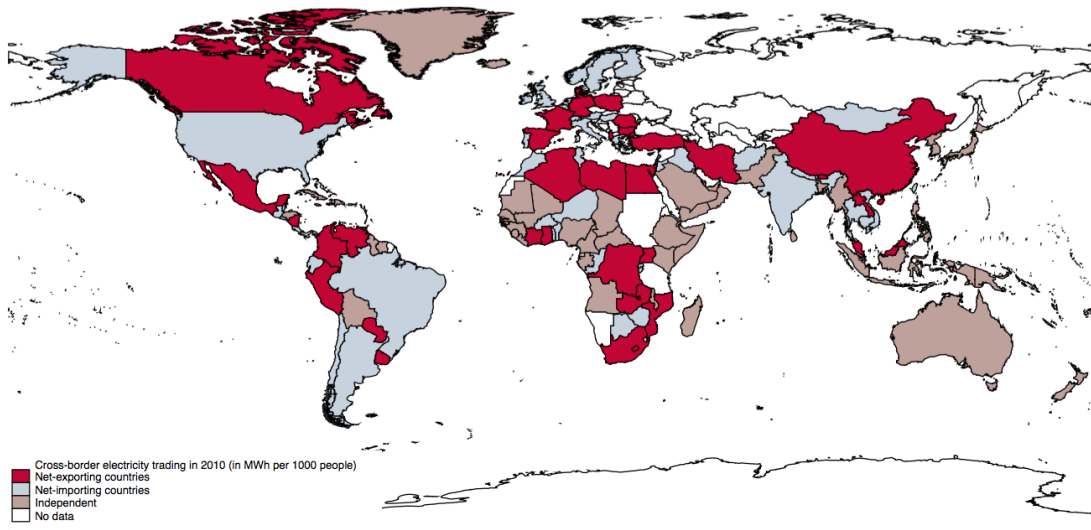 Cross-border electricity trading in 2010 (in MWh per 1000 people)
Net-exporting countries
Net-importing countries
Independent
No data